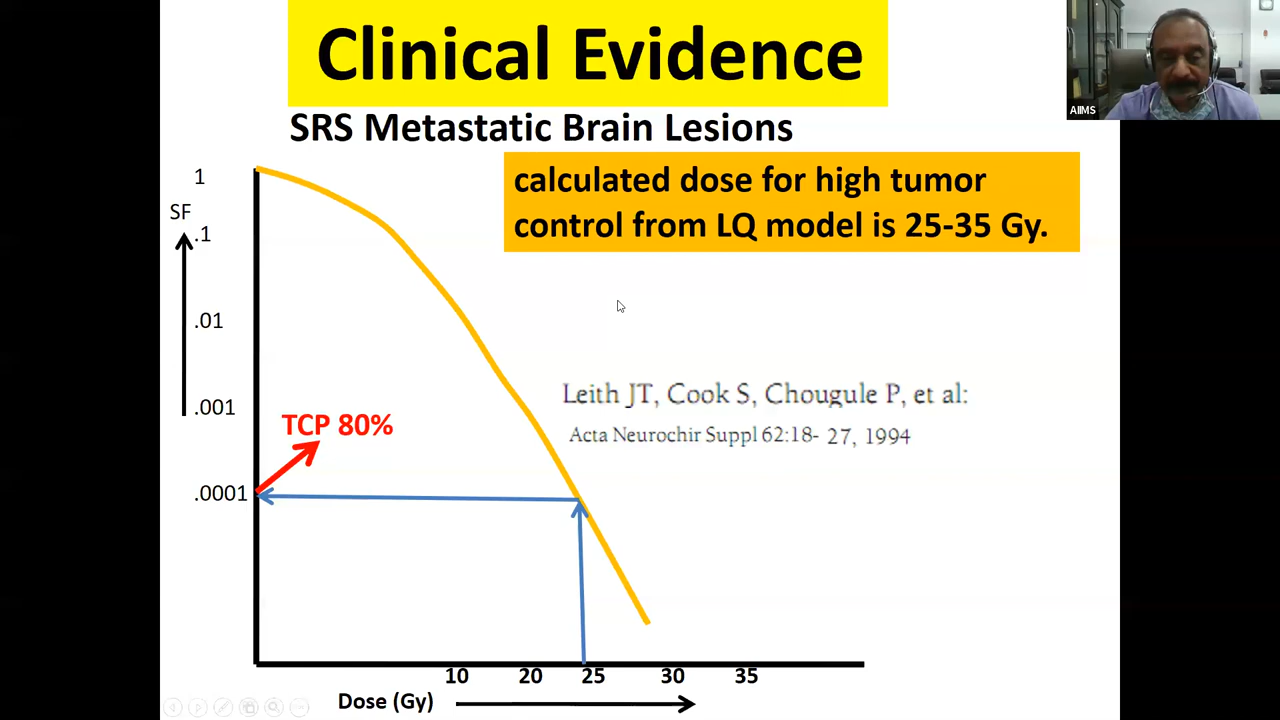 Clinical Evidence
AIIMS
SRS Metastatic Brain Lesions
calculated dose for high tumor
control from LQ model is 25-35 Gy.
1
SF
.1
.01
Leith JT, Cook S, Chougule P, et al:
.001
TCP 80%
Acta Neurochir Suppl 62:18- 27, 1994
.0001
10 20 25 30 35
Dose (Gy)